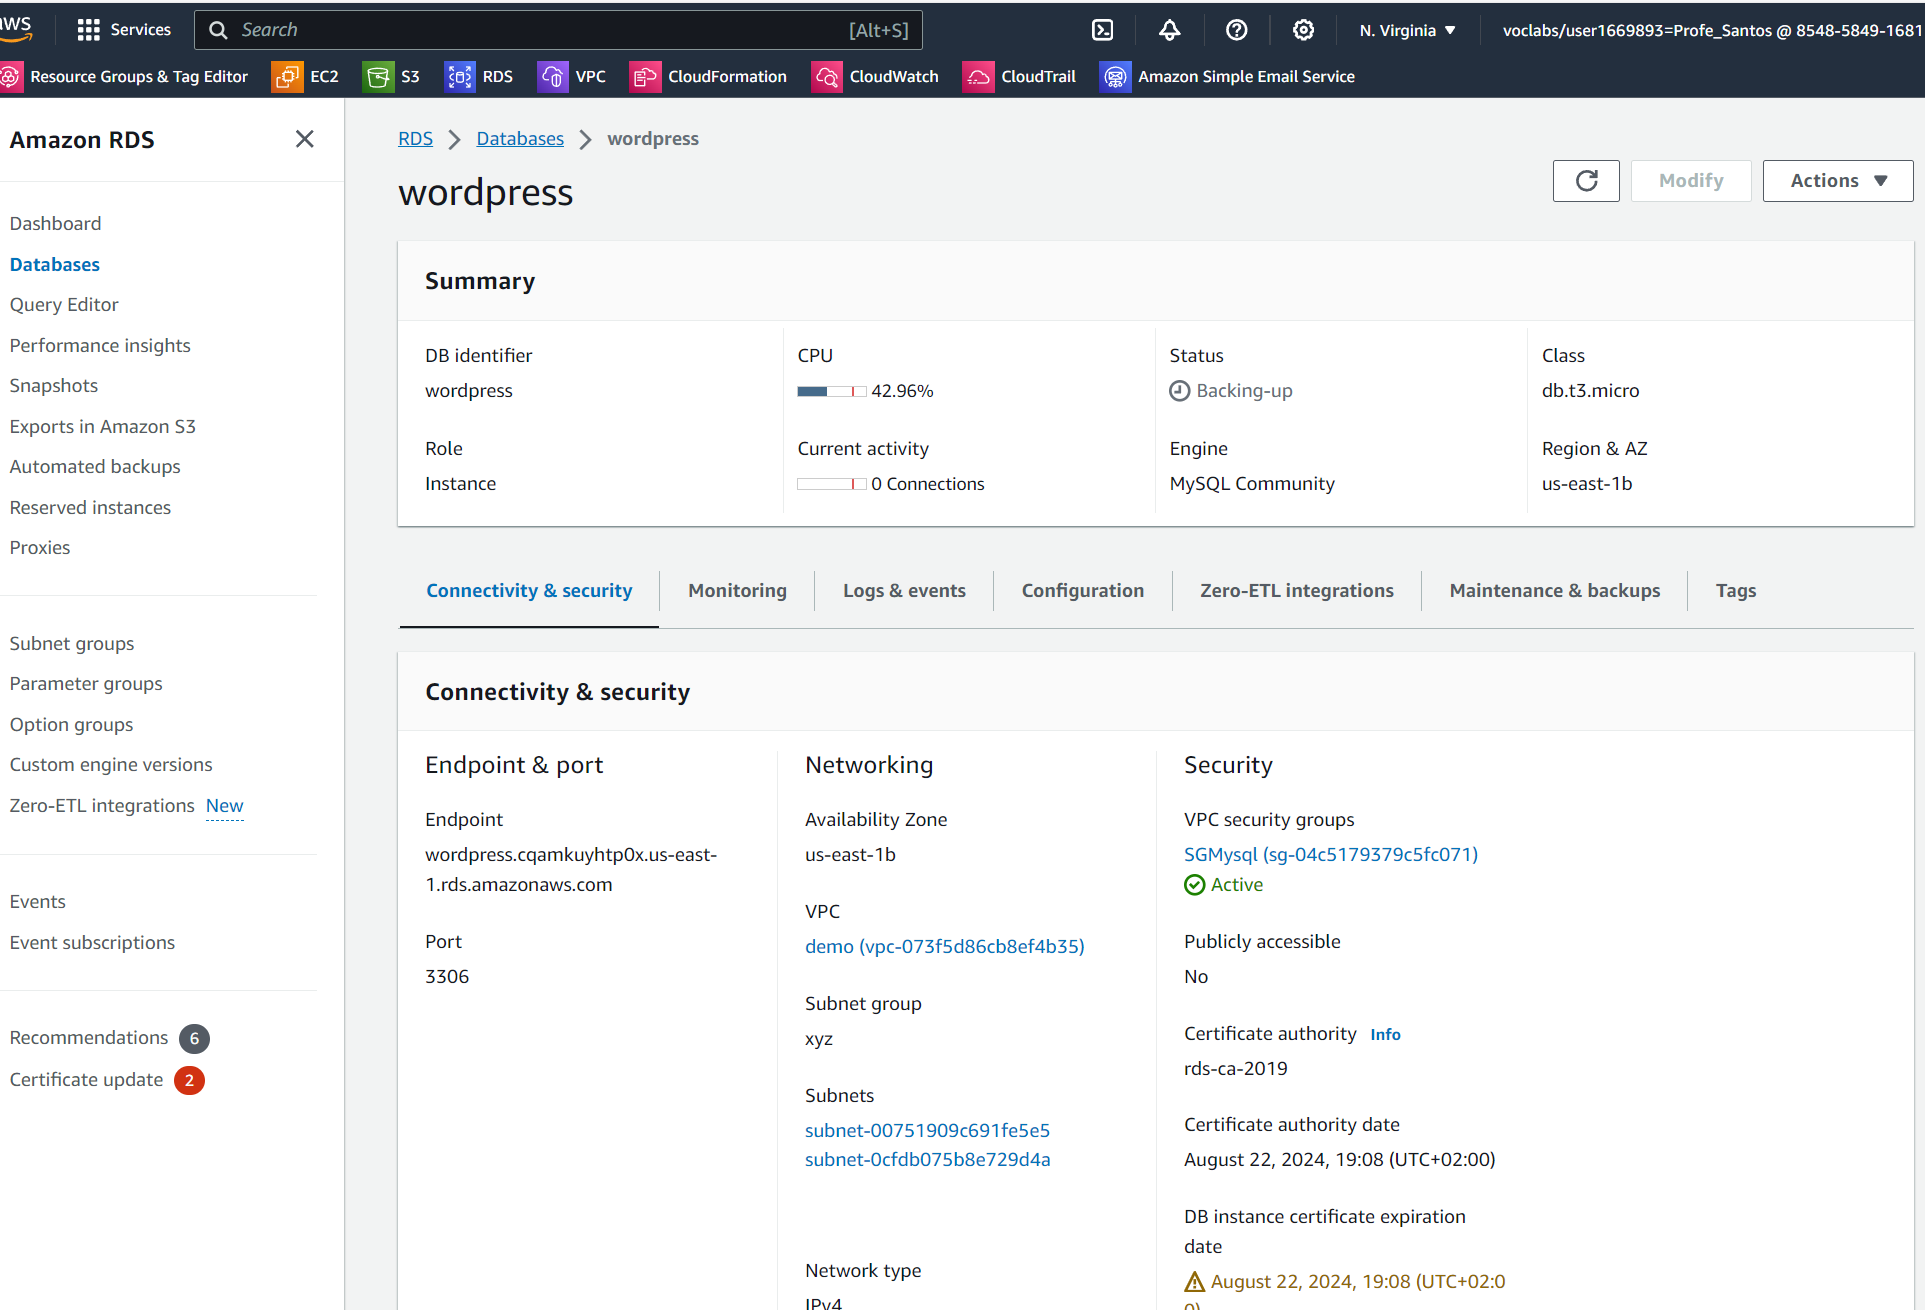 aws
Services
Search
[Alt+S]
N. Virginia ▼
voclabs/user1669893=Profe_Santos @ 8548-5849-1681
Resource Groups & Tag Editor
EC2
S3
RDS
VPC
CloudFormation
CloudWatch
CloudTrail
Amazon Simple Email Service
Amazon RDS
Dashboard
Databases
Query Editor
Performance insights
Snapshots
Exports in Amazon S3
Automated backups
Reserved instances
Proxies
Subnet groups
Parameter groups
Option groups
Custom engine versions
Zero-ETL integrations New
Events
Event subscriptions
Recommendations 6
Certificate update 2
RDS > Databases > wordpress
wordpress
Modify
Actions ▼
Summary
DB identifier
wordpress
CPU
42.96%
Status
Backing-up
Class
db.t3.micro
Role
Instance
Current activity
0 Connections
Engine
MySQL Community
Region & AZ
us-east-1b
Connectivity & security
Monitoring
Logs & events
Configuration
Zero-ETL integrations
Maintenance & backups
Tags
Connectivity & security
Endpoint & port
Endpoint
wordpress.cqamkuyhtp0x.us-east-
1.rds.amazonaws.com
Port
3306
Networking
Availability Zone
us-east-1b
VPC
demo (vpc-073f5d86cb8ef4b35)
Subnet group
xyz
Subnets
subnet-00751909c691fe5e5
subnet-0cfdb075b8e729d4a
Network type
IPv4
Security
VPC security groups
SGMysql (sg-04c5179379c5fc071)
Active
Publicly accessible
No
Certificate authority Info
rds-ca-2019
Certificate authority date
August 22, 2024, 19:08 (UTC+02:00)
DB instance certificate expiration
date
August 22, 2024, 19:08 (UTC+02:0
0)